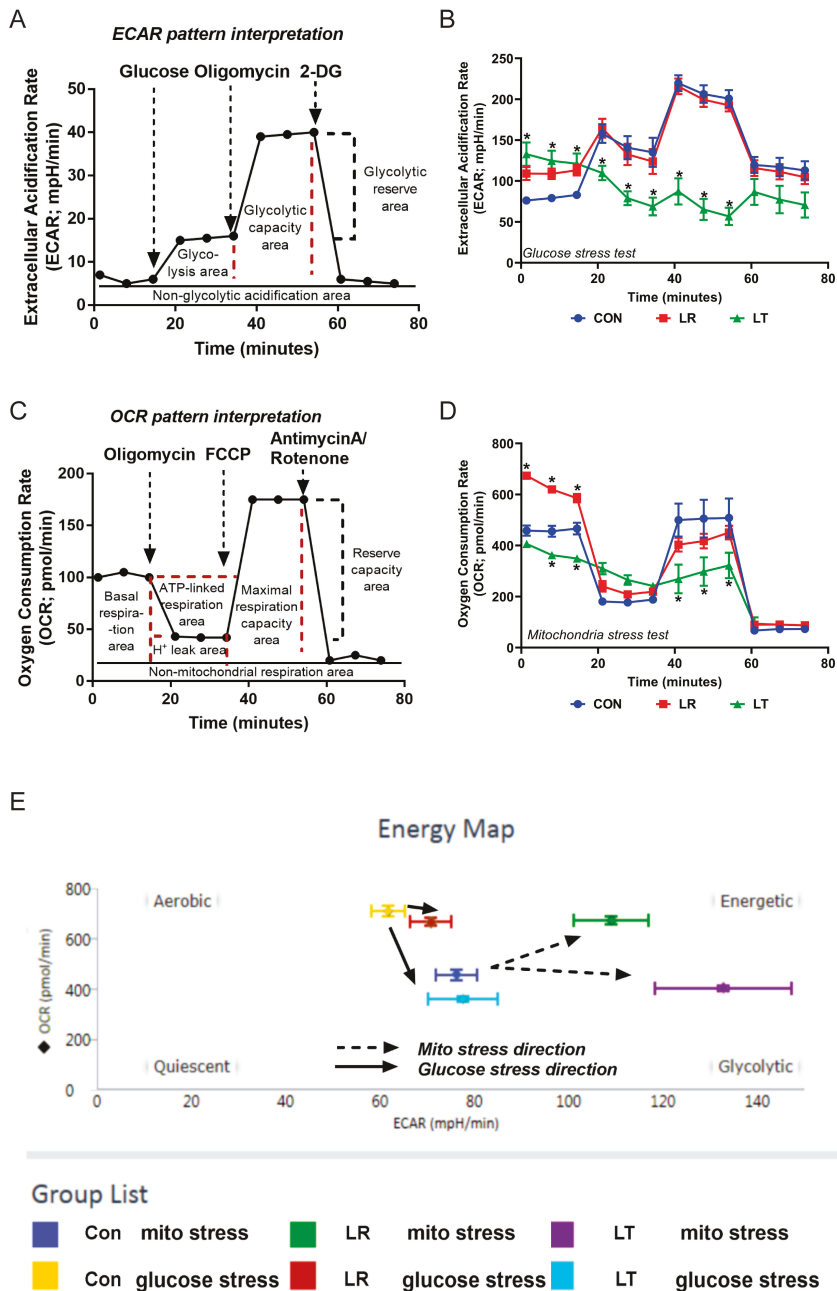 A
ECAR pattern interpretation
Glucose Oligomycin 2-DG
Extracellular Acidification Rate
(ECAR; mpH/min)
50
40
30
20
10
0
Glyco-
lysis area
Glycolytic
capacity
area
Glycolytic
reserve
area
Non-glycolytic acidification area
0 20 40 60 80
Time (minutes)
B
Extracellular Acidification Rate
(ECAR; mpH/min)
250
200
150
100
50
0
* * * * * * * * *
Glucose stress test
0 20 40 60 80
Time (minutes)
CON LR LT
C
OCR pattern interpretation
Oligomycin FCCP AntimycinA/
Rotenone
Oxygen Consumption Rate
(OCR; pmol/min)
200
150
100
50
0
Basal
respira-
-tion
area
ATP-linked
respiration area
H+ leak area
Maximal
respiration
capacity
area
Reserve
capacity
area
Non-mitochondrial respiration area
0 20 40 60 80
Time (minutes)
D
Oxygen Consumption Rate
(OCR; pmol/min)
800
600
400
200
0
* * * * * * * *
Mitochondria stress test
0 20 40 60 80
Time (minutes)
CON LR LT
E
Energy Map
◆ OCR (pmol/min)
800
600
400
200
0
Aerobic
Energetic
Quiescent
Glycolytic
Mito stress direction
Glucose stress direction
0 20 40 60 80 100 120 140
ECAR (mpH/min)
Group List
Con mito stress LR mito stress LT mito stress
Con glucose stress LR glucose stress LT glucose stress